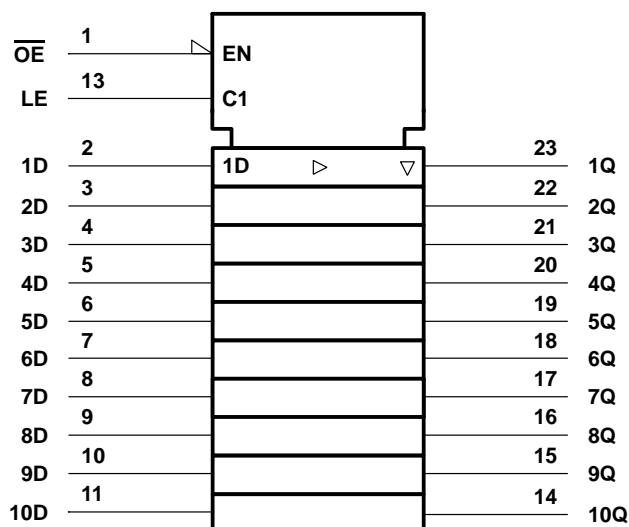 OE 1 EN
LE 13 C1
1D 2 1D 23 1Q
2D 3 22 2Q
3D 4 21 3Q
4D 5 20 4Q
5D 6 19 5Q
6D 7 18 6Q
7D 8 17 7Q
8D 9 16 8Q
9D 10 15 9Q
10D 11 14 10Q